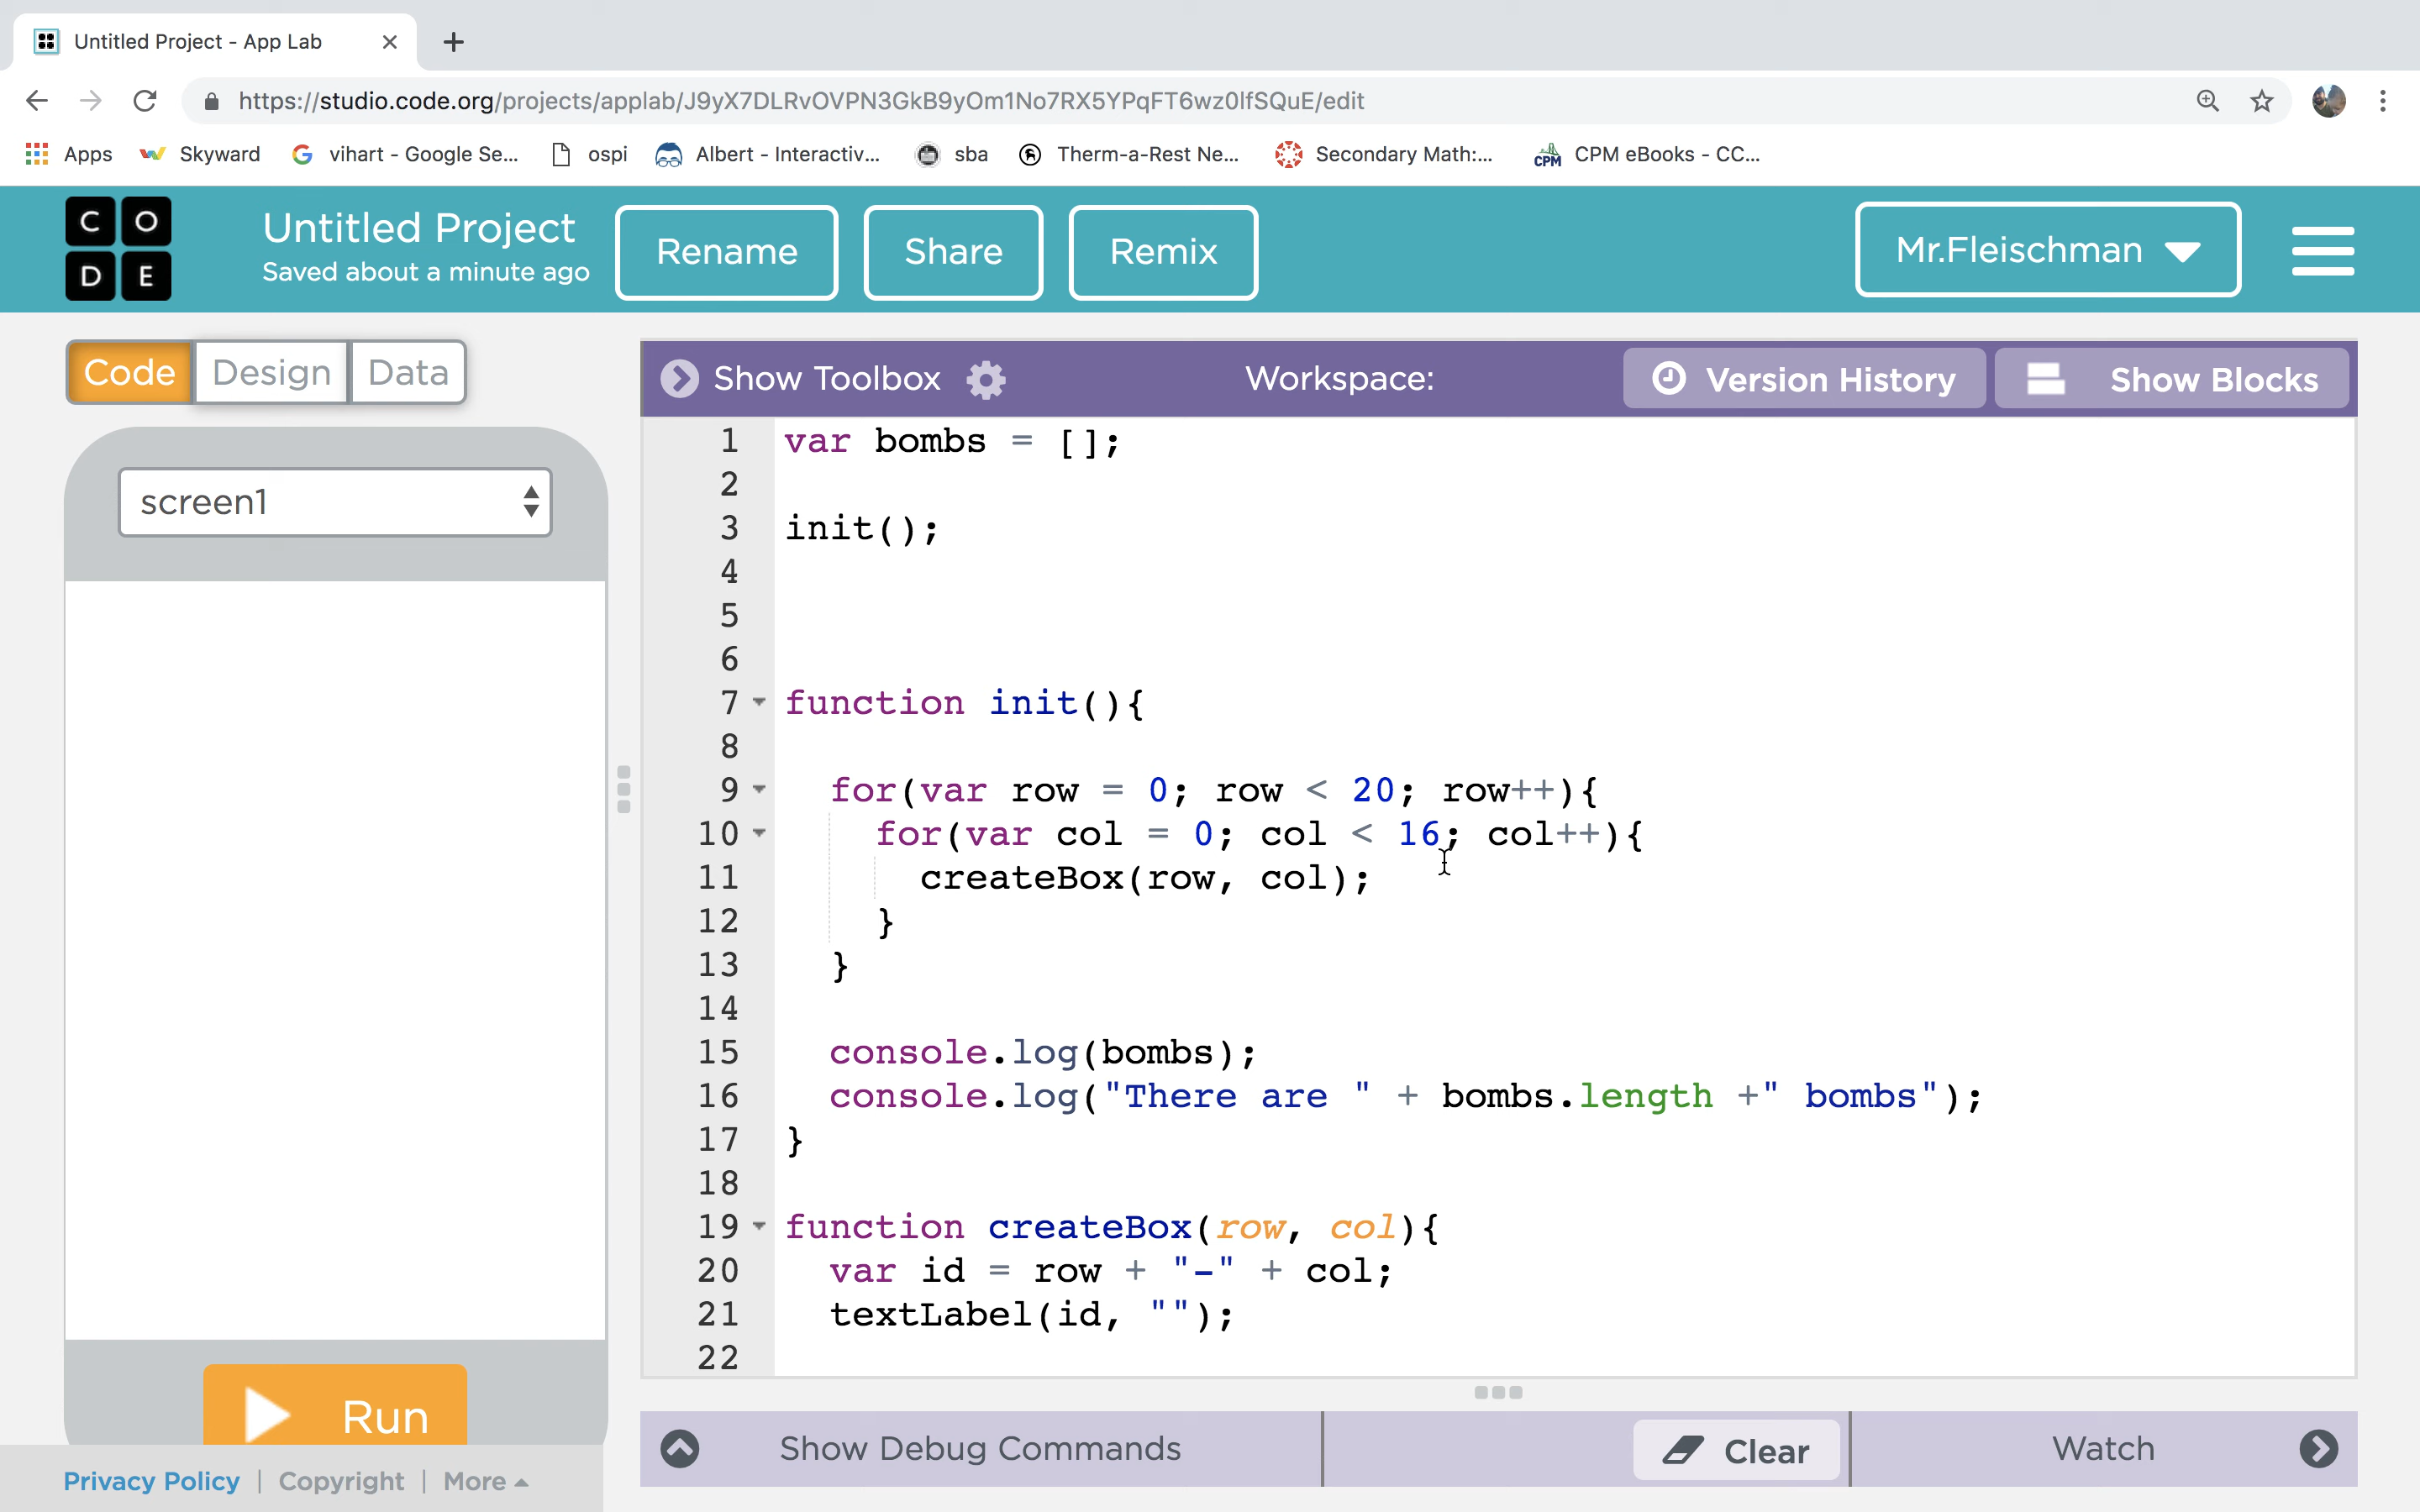 Untitled Project - App Lab
https://studio.code.org/projects/applab/J9yX7DLRvOVPN3GkB9yOm1No7RX5YPqFT6wz0lfSQuE/edit
Apps Skyward vihart - Google Se... ospi Albert - Interactiv... sba Therm-a-Rest Ne... Secondary Math:... CPM CPM eBooks - CC...
C O
D E
Untitled Project
Saved about a minute ago
Rename Share Remix
Mr.Fleischman
Code Design Data
Show Toolbox Workspace: Version History Show Blocks
screen1
1 var bombs = [];
2
3 init();
4
5
6
7 function init(){
8
9 for(var row = 0; row < 20; row++){
10 for(var col = 0; col < 16; col++){
11 createBox(row, col);
12 }
13 }
14
15 console.log(bombs);
16 console.log("There are " + bombs.length +" bombs");
17 }
18
19 function createBox(row, col){
20 var id = row + "-" + col;
21 textLabel(id, "");
22
Run
Show Debug Commands Clear Watch
Privacy Policy | Copyright | More